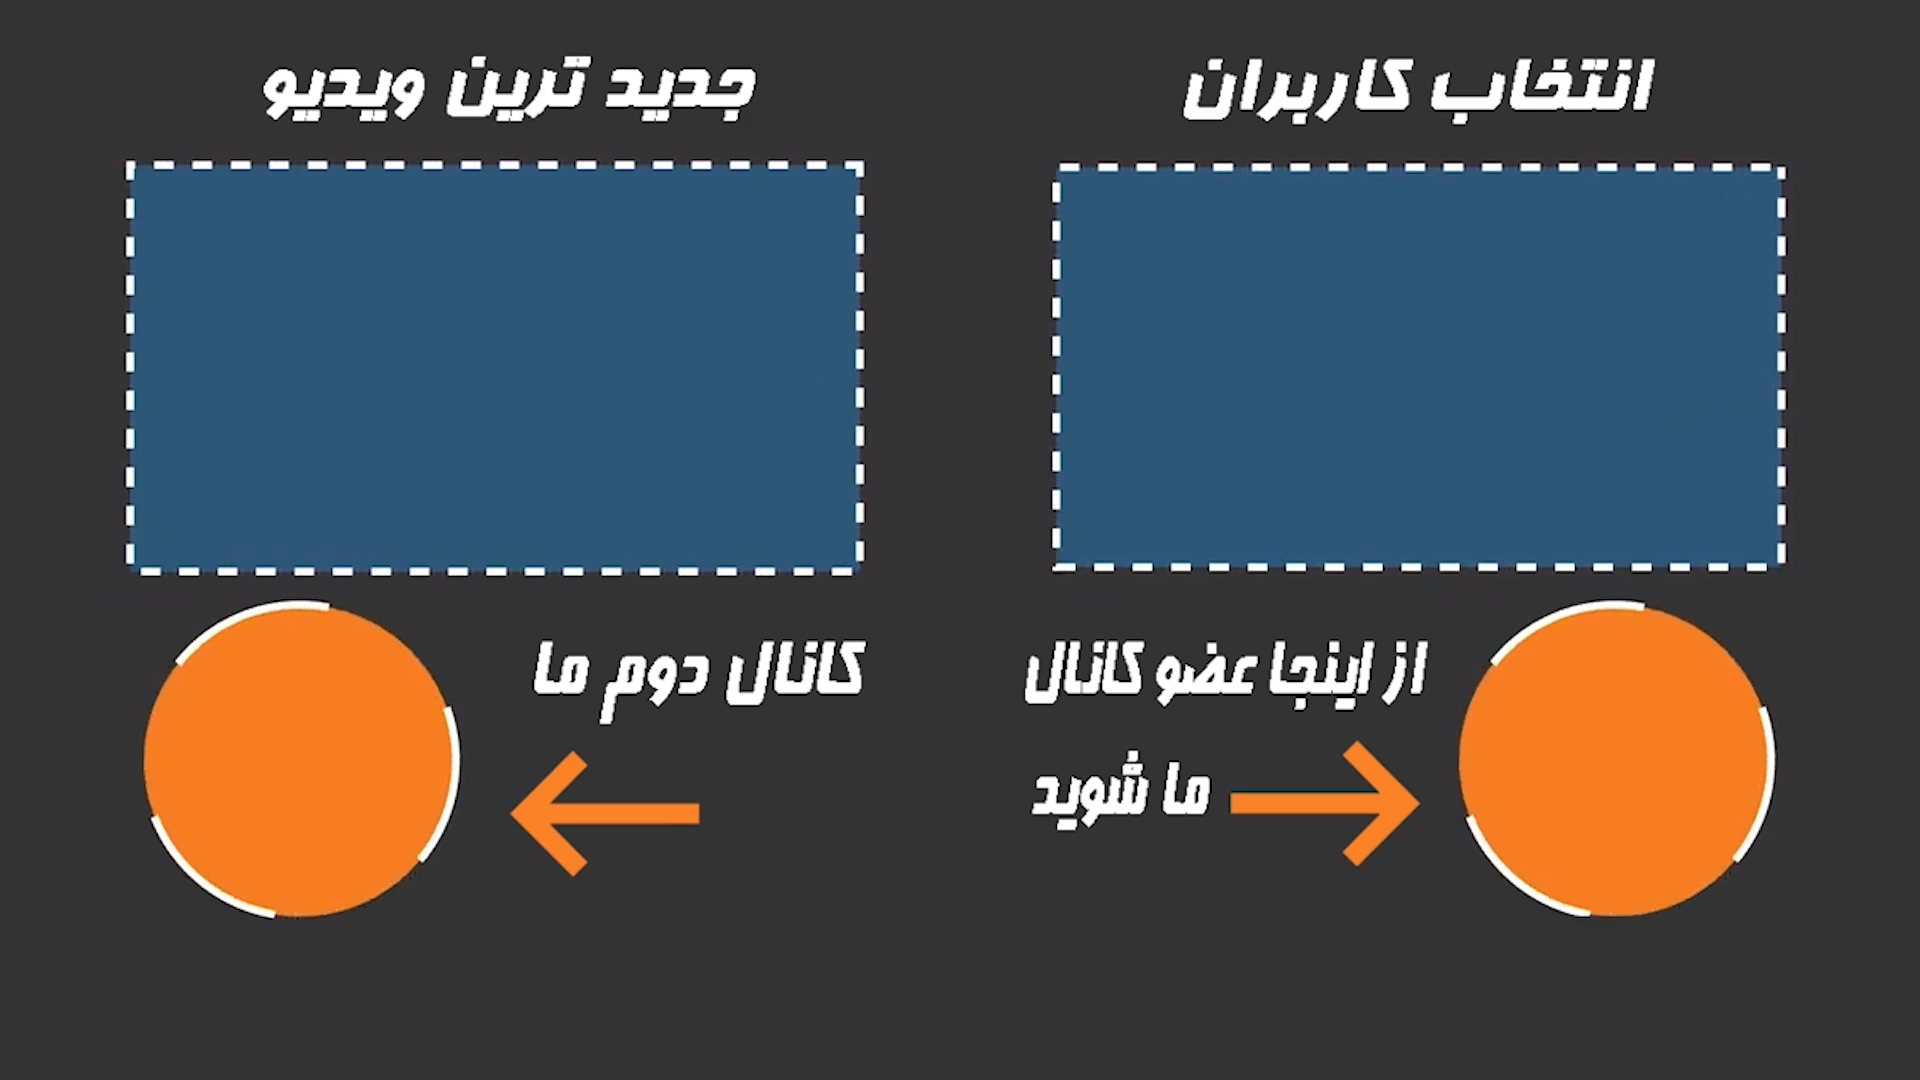 انتخاب کاربران
جدید ترین ویدیو
از اینجا عضو کانال
ما شوید
کانال دوم ما